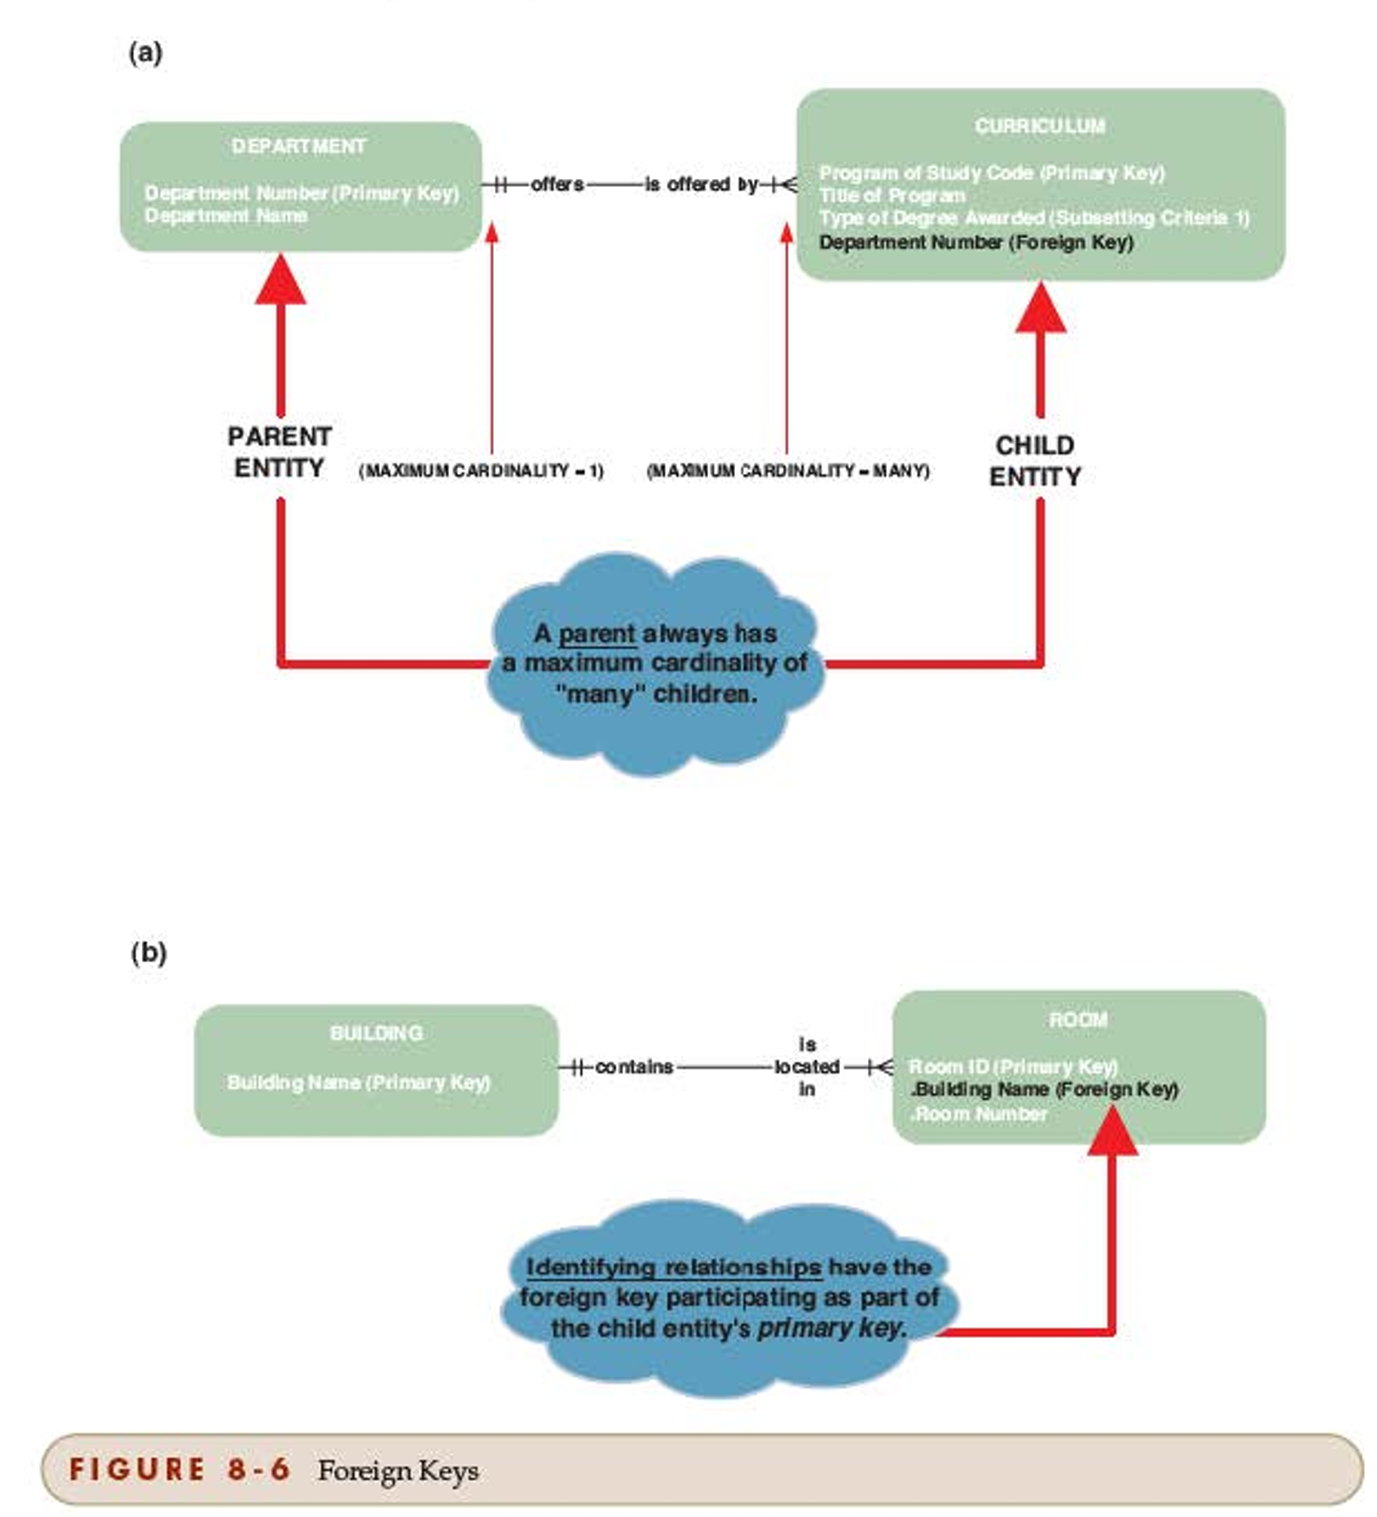 (a)
DEPARTMENT
Department Number (Primary Key)
Department Name
offers
is offered by
CURRICULUM
Program of Study Code (Primary Key)
Title of Program
Type of Degree Awarded (Subsetting Criteria 1)
Department Number (Foreign Key)
PARENT
ENTITY
(MAXIMUM CARDINALITY = 1)
(MAXIMUM CARDINALITY = MANY)
CHILD
ENTITY
A parent always has
a maximum cardinality of
"many" children.
(b)
BUILDING
Building Name (Primary Key)
contains
is
located
in
ROOM
Room ID (Primary Key)
.Building Name (Foreign Key)
.Room Number
Identifying relationships have the
foreign key participating as part of
the child entity's primary key.
FIGURE 8-6 Foreign Keys